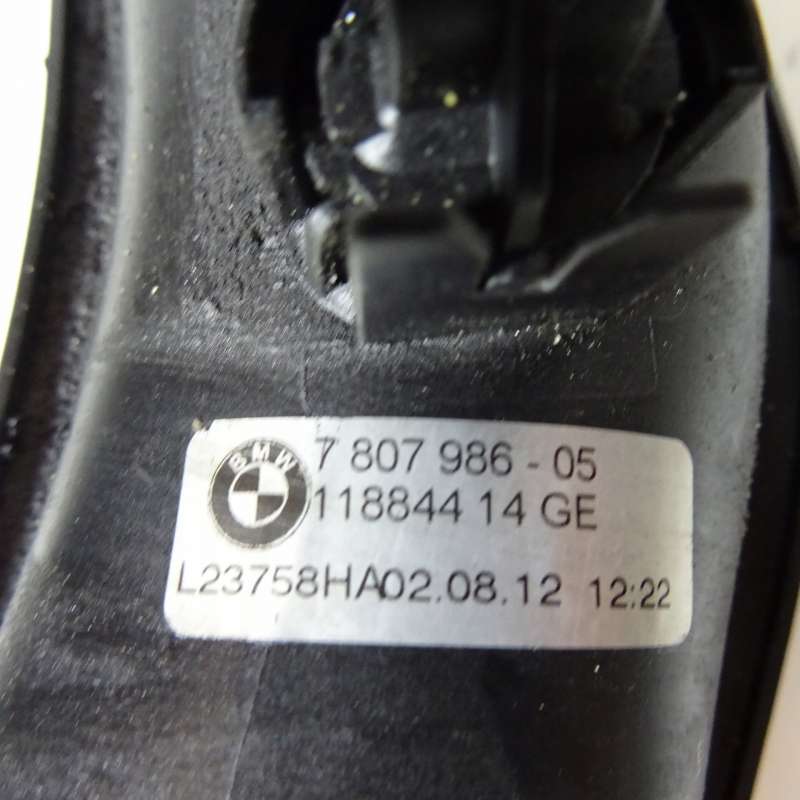 BMW
7 807 986 - 05
118844 14 GE
L23758HA02.08.12 12:22